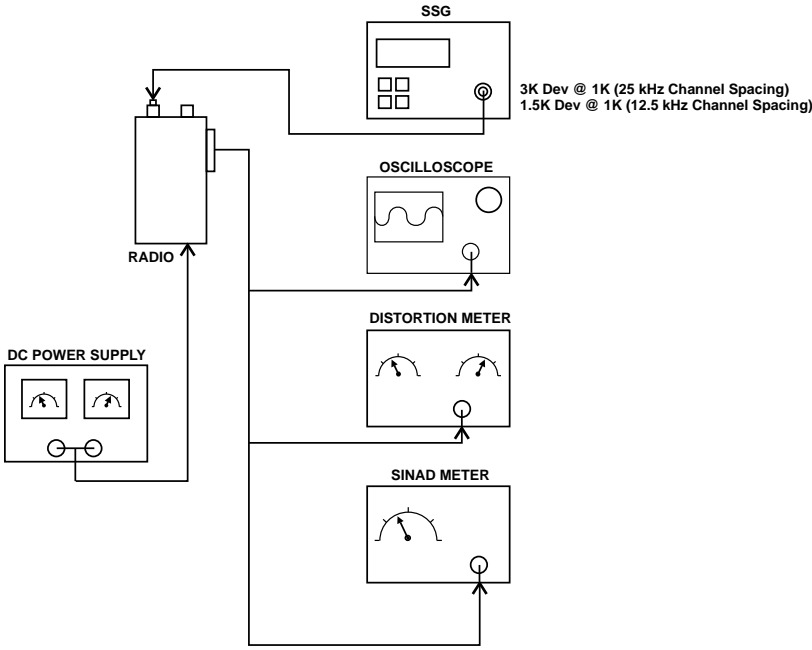 SSG
3K Dev @ 1K (25 kHz Channel Spacing)
1.5K Dev @ 1K (12.5 kHz Channel Spacing)
OSCILLOSCOPE
RADIO
DISTORTION METER
DC POWER SUPPLY
SINAD METER